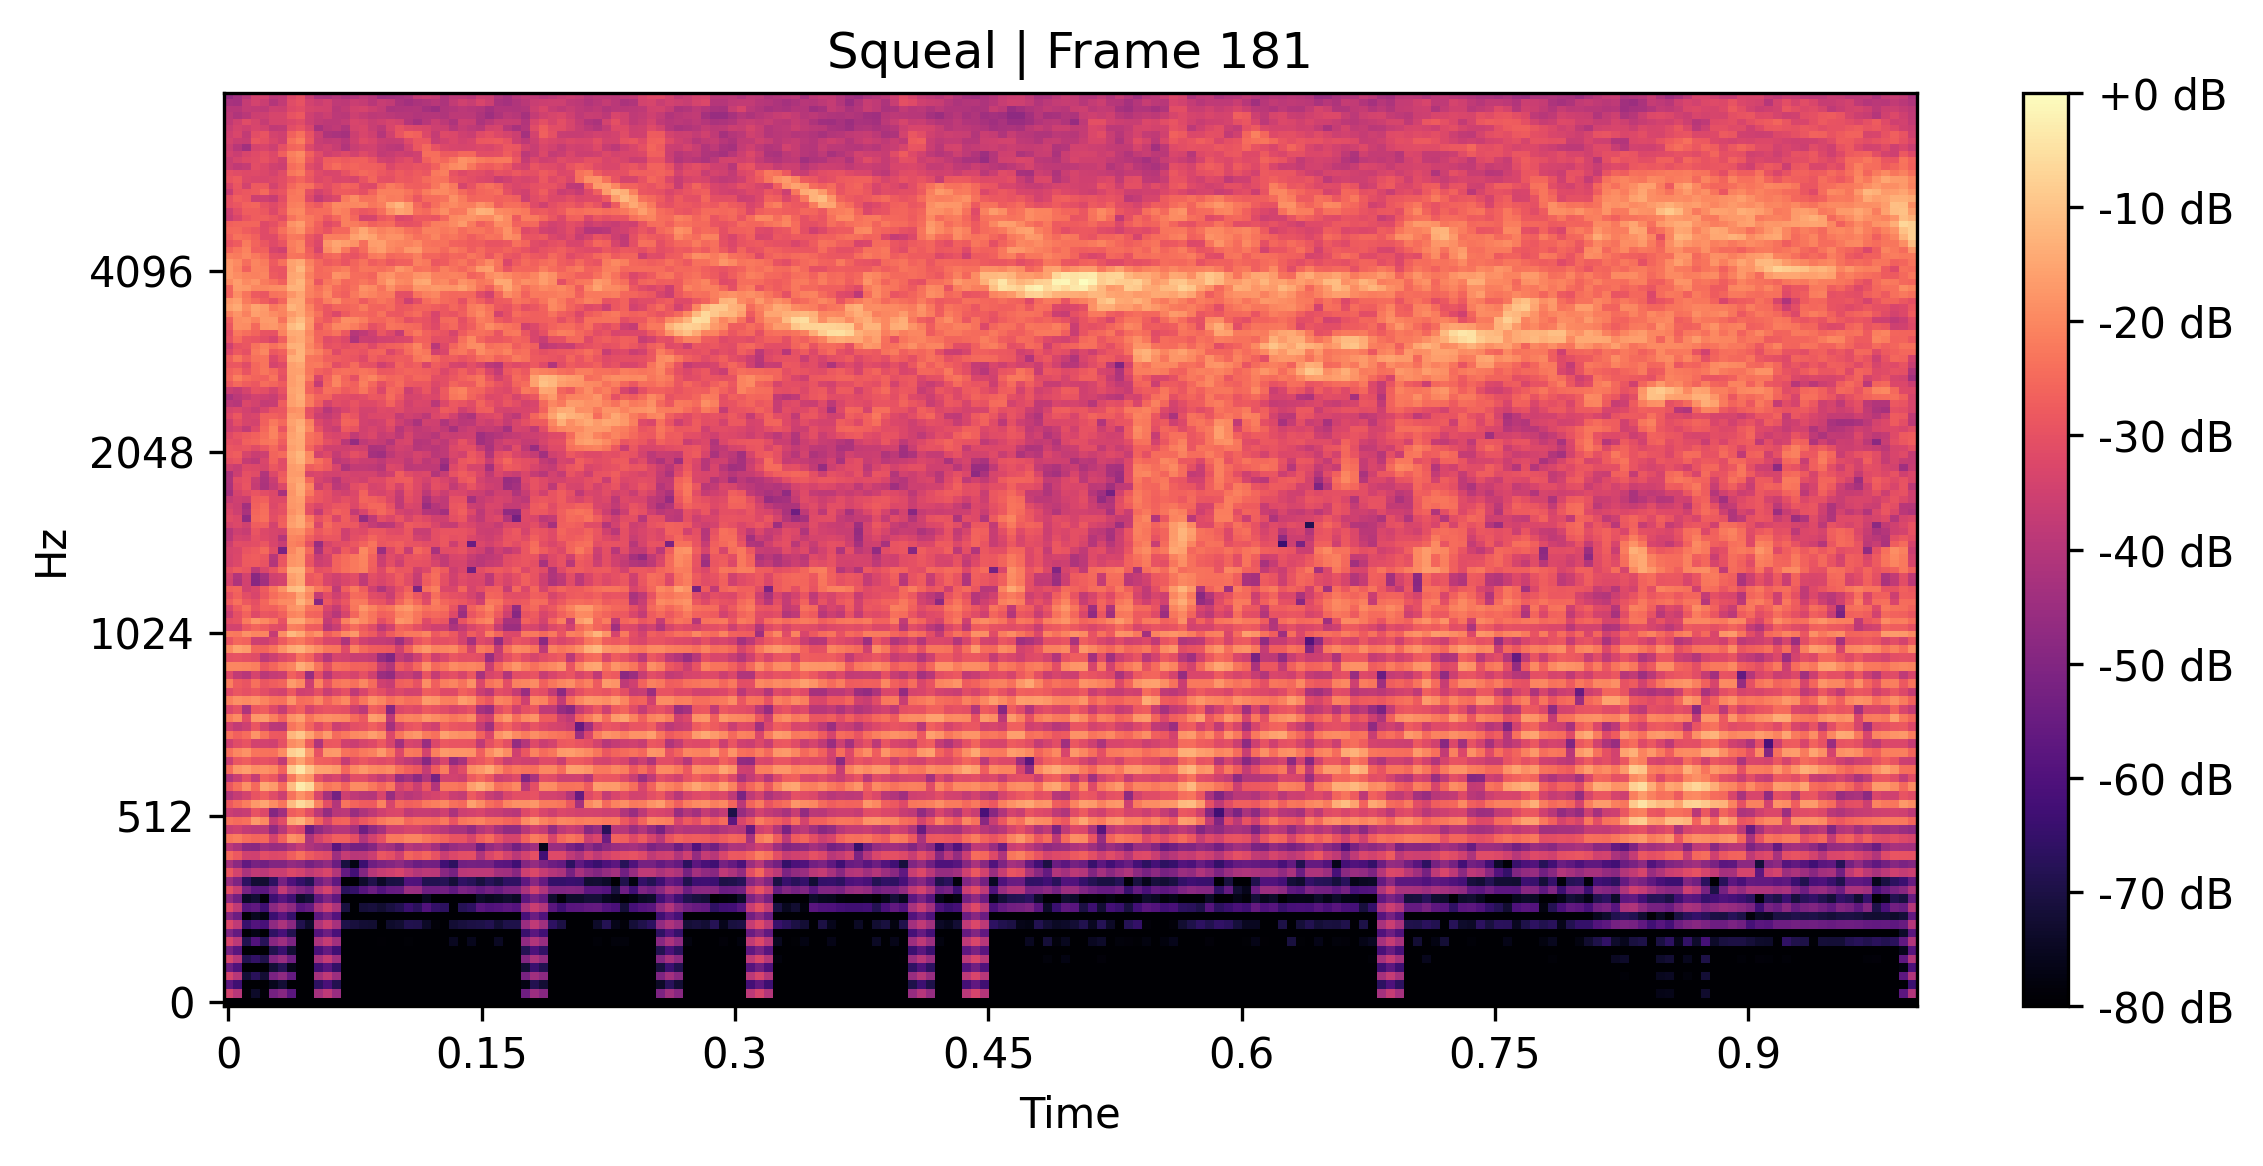 Squeal | Frame 181
+0 dB
-10 dB
-20 dB
-30 dB
-40 dB
-50 dB
-60 dB
-70 dB
-80 dB
Hz
4096
2048
1024
512
0
0 0.15 0.3 0.45 0.6 0.75 0.9
Time